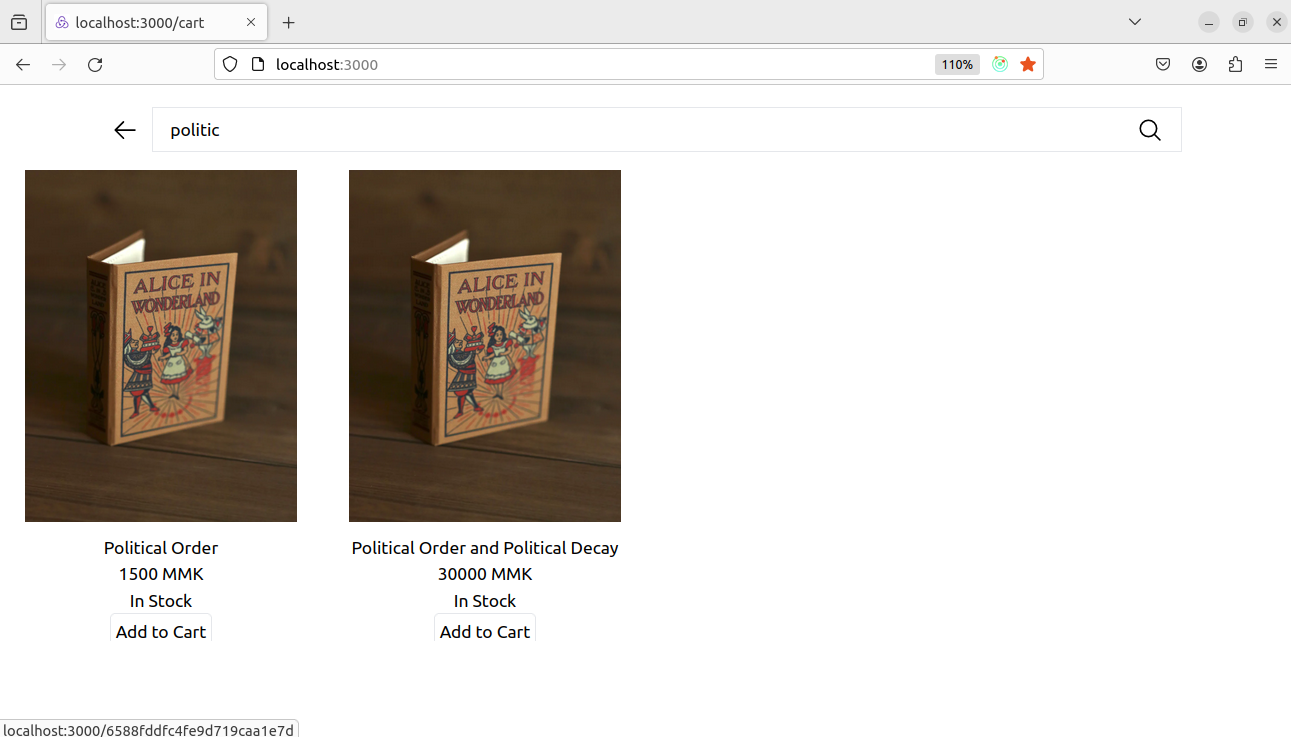 localhost:3000/cart
localhost:3000
110%
politic
ALICE IN
WONDERLAND
ALICE IN
WONDERLAND
Political Order
1500 MMK
In Stock
Add to Cart
Political Order and Political Decay
30000 MMK
In Stock
Add to Cart
localhost:3000/6588fddfc4fe9d719caa1e7d